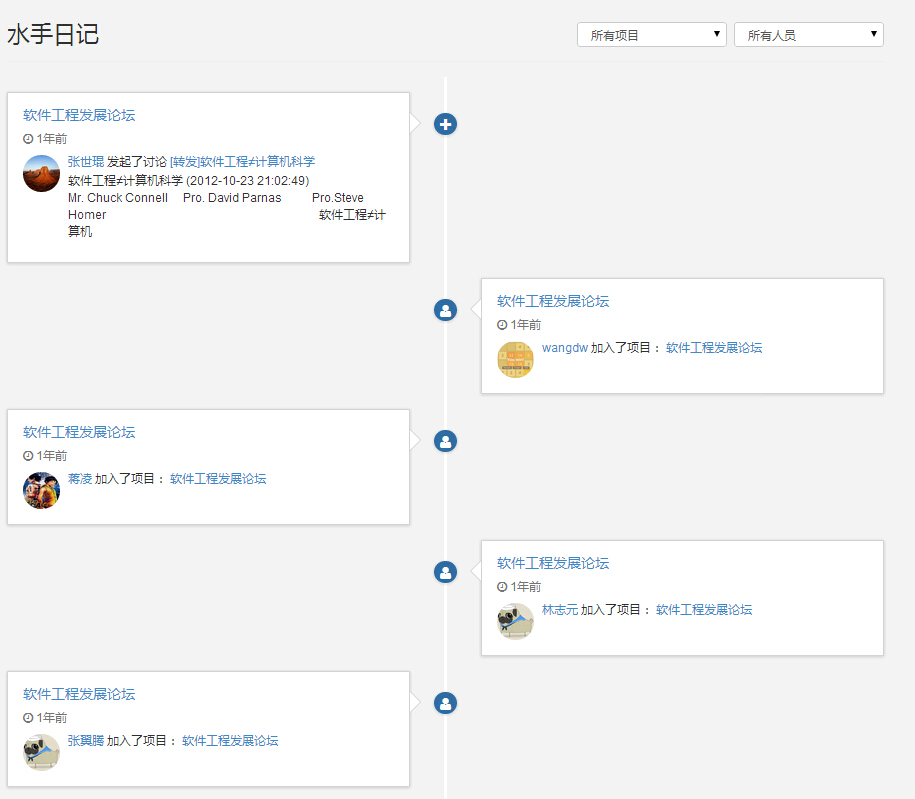 水手日记
所有项目
所有人员
软件工程发展论坛
1年前
张世琨 发起了讨论 [转发]软件工程≠计算机科学
软件工程≠计算机科学 (2012-10-23 21:02:49)
Mr. Chuck Connell Pro. David Parnas Pro.Steve
Homer 软件工程≠计
算机
软件工程发展论坛
1年前
wangdw 加入了项目： 软件工程发展论坛
软件工程发展论坛
1年前
蒋凌 加入了项目： 软件工程发展论坛
软件工程发展论坛
1年前
林志元 加入了项目： 软件工程发展论坛
软件工程发展论坛
1年前
张翼腾 加入了项目： 软件工程发展论坛